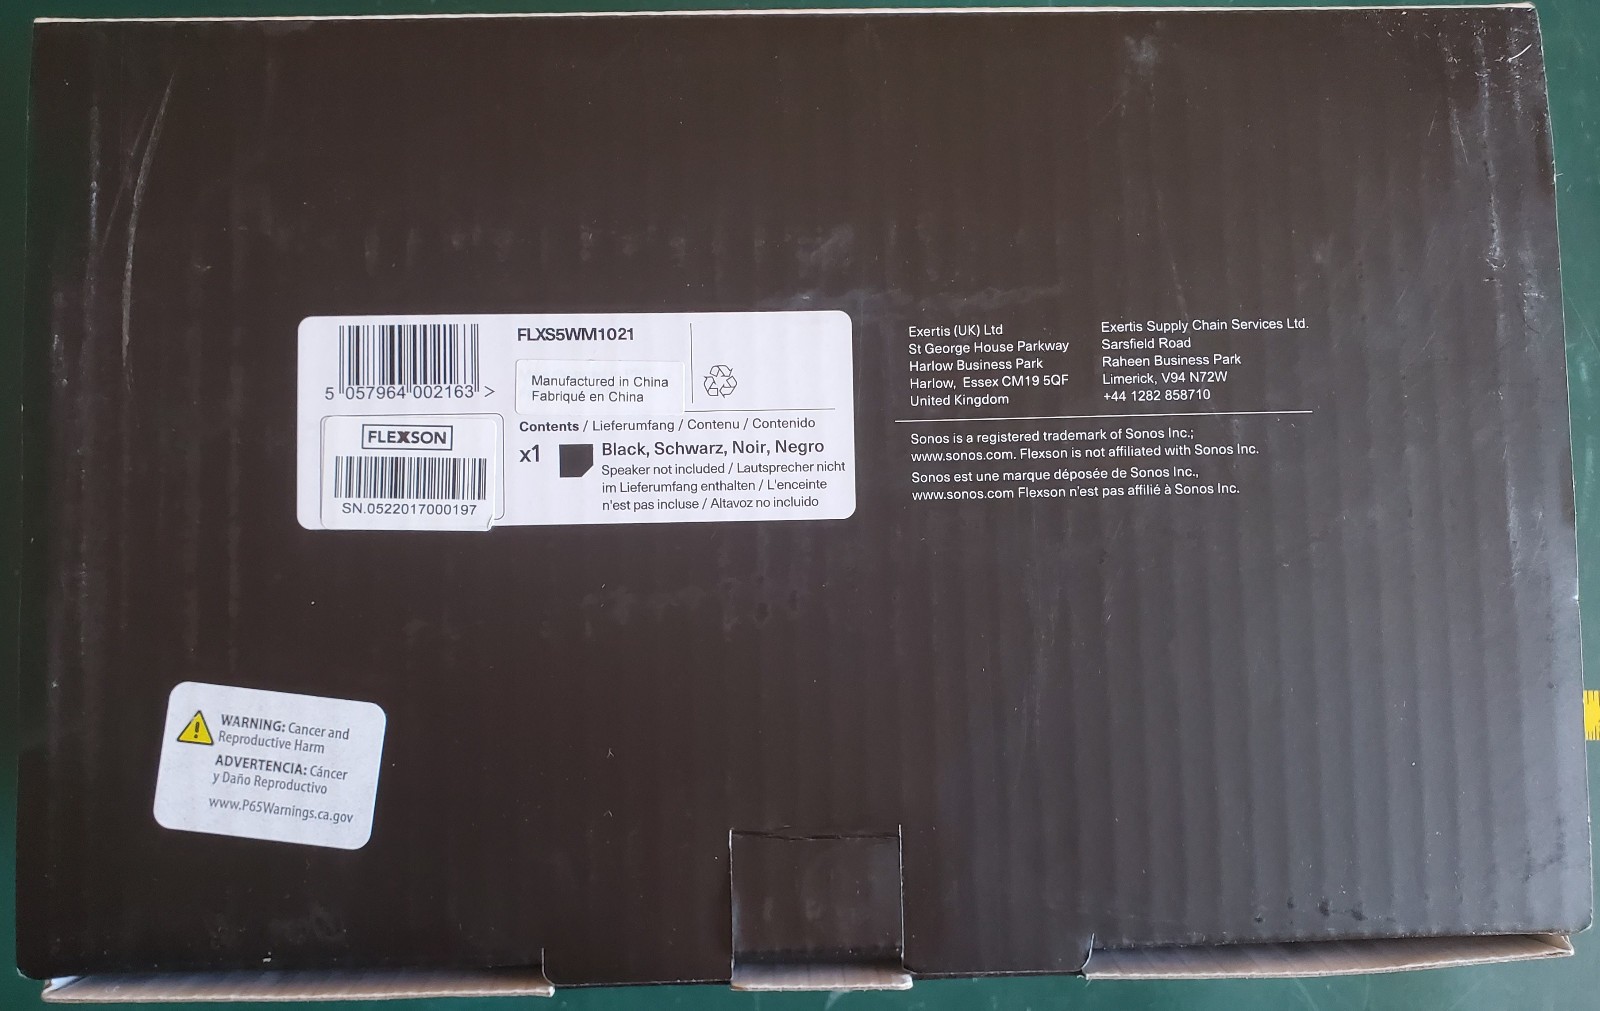 5 057964 002163 >
FLEXSON
SN.0522017000197
FLXS5WM1021
Manufactured in China
Fabriqué en China
Contents / Lieferumfang / Contenu / Contenido
x1
Black, Schwarz, Noir, Negro
Speaker not included / Lautsprecher nicht
im Lieferumfang enthalten / L'enceinte
n'est pas incluse / Altavoz no incluido
Exertis (UK) Ltd
St George House Parkway
Harlow Business Park
Harlow, Essex CM19 5QF
United Kingdom
Exertis Supply Chain Services Ltd.
Sarsfield Road
Raheen Business Park
Limerick, V94 N72W
+44 1282 858710
Sonos is a registered trademark of Sonos Inc.;
www.sonos.com. Flexson is not affiliated with Sonos Inc.
Sonos est une marque déposée de Sonos Inc.,
www.sonos.com Flexson n'est pas affilié à Sonos Inc.
WARNING: Cancer and
Reproductive Harm
ADVERTENCIA: Cáncer
y Daño Reproductivo
www.P65Warnings.ca.gov